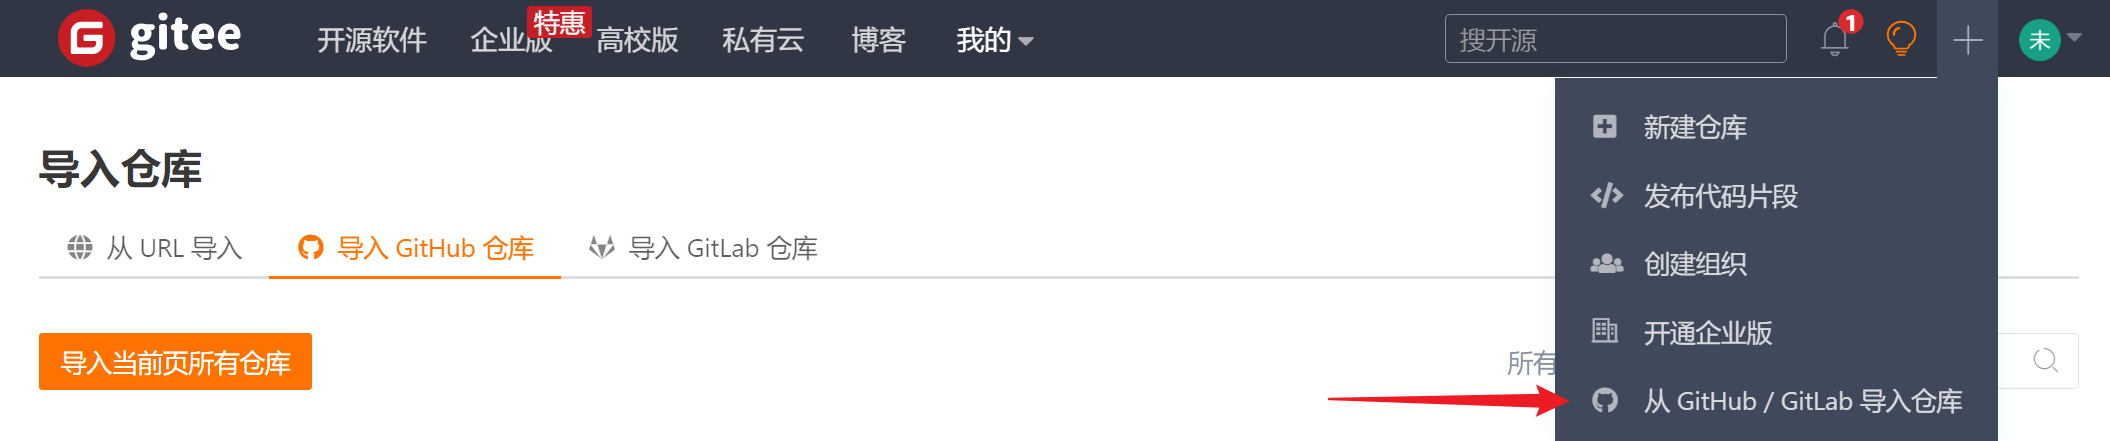 gitee 开源软件 企业版 特惠 高校版 私有云 博客 我的 搜开源 1 未
新建仓库
导入仓库
发布代码片段
从 URL 导入 导入 GitHub 仓库 导入 GitLab 仓库
创建组织
开通企业版
导入当前页所有仓库 所有
从 GitHub / GitLab 导入仓库